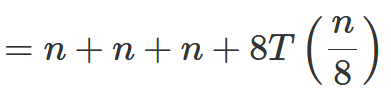 = n + n + n + 8T(n/8)